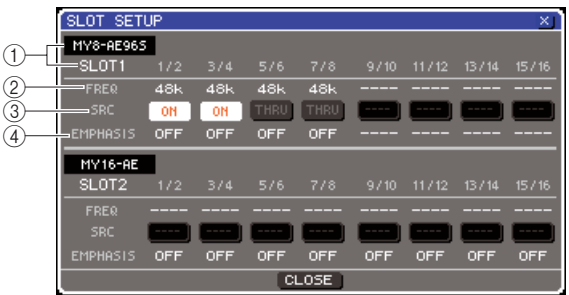 SLOT SETUP X
MY8-AE96S
① SLOT1 1/2 3/4 5/6 7/8 9/10 11/12 13/14 15/16
② FREQ 48k 48k 48k 48k ---- ---- ---- ----
③ SRC ON ON THRU THRU ---- ---- ---- ----
④ EMPHASIS OFF OFF OFF OFF ---- ---- ---- ----
MY16-AE
SLOT2 1/2 3/4 5/6 7/8 9/10 11/12 13/14 15/16
FREQ ---- ---- ---- ---- ---- ---- ---- ----
SRC ---- ---- ---- ---- ---- ---- ---- ----
EMPHASIS OFF OFF OFF OFF OFF OFF OFF OFF
CLOSE